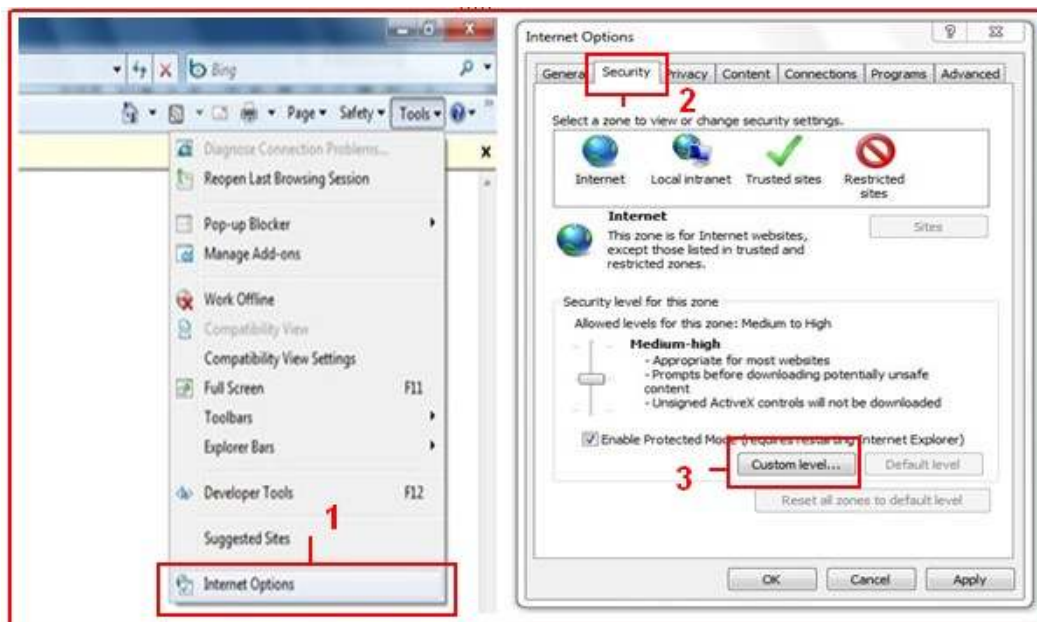 Bing
Page Safety Tools
Diagnose Connection Problems...
Reopen Last Browsing Session
Pop-up Blocker
Manage Add-ons
Work Offline
Compatibility View
Compatibility View Settings
Full Screen F11
Toolbars
Explorer Bars
Developer Tools F12
1
Suggested Sites
Internet Options
Internet Options
General Security Privacy Content Connections Programs Advanced
2
Select a zone to view or change security settings.
Internet Local intranet Trusted sites Restricted
sites
Internet
Sites
This zone is for Internet websites,
except those listed in trusted and
restricted zones.
Security level for this zone
Allowed levels for this zone: Medium to High
Medium-high
- Appropriate for most websites
- Prompts before downloading potentially unsafe
content
- Unsigned ActiveX controls will not be downloaded
Enable Protected Mode (requires restarting Internet Explorer)
3
Custom level... Default level
Reset all zones to default level
OK Cancel Apply